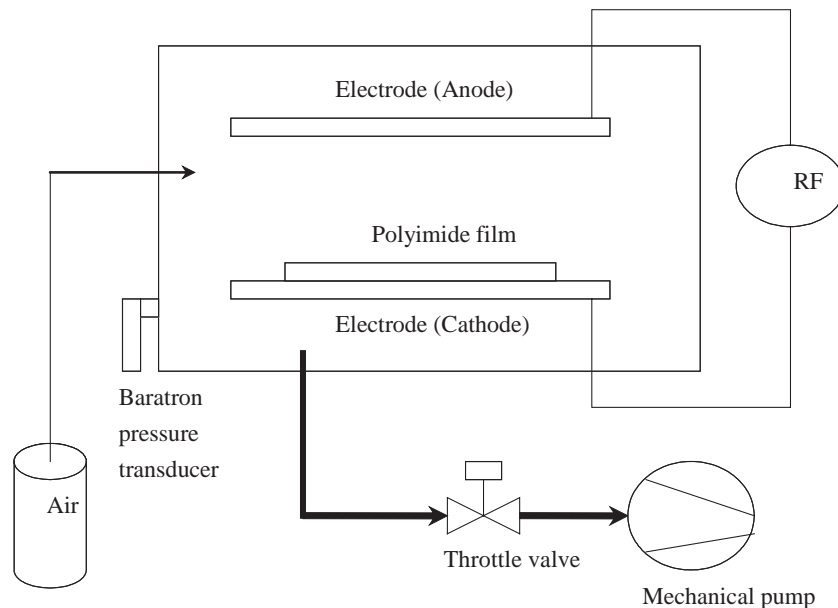 Electrode (Anode)
RF
Polyimide film
Electrode (Cathode)
Baratron
pressure
transducer
Air
Throttle valve
Mechanical pump